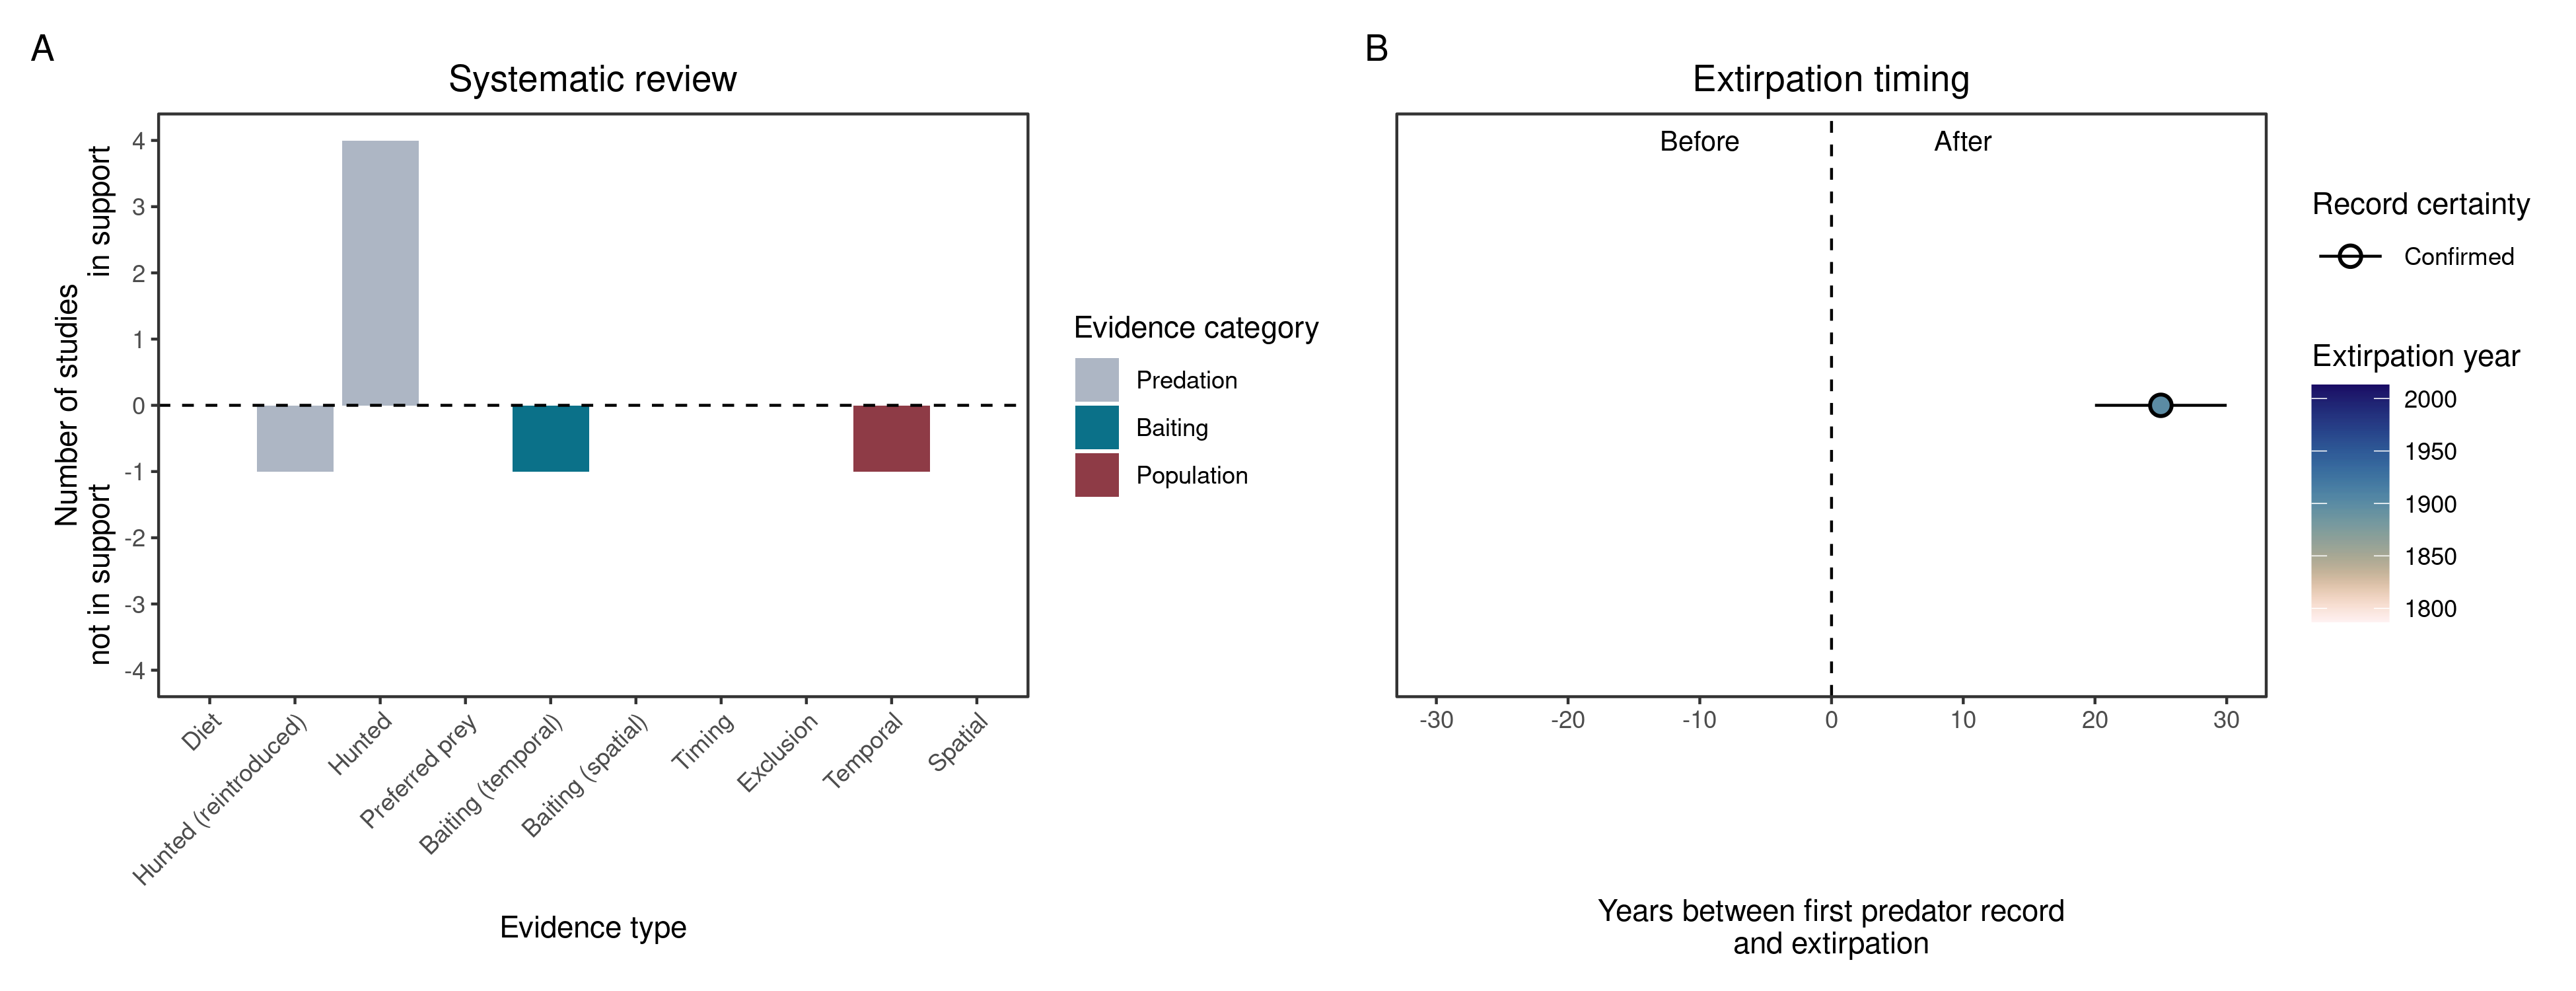 A
Systematic review
Number of studies
not in support
in support
4
3
2
1
0
-1
-2
-3
-4
Diet
Hunted (reintroduced)
Hunted
Preferred prey
Baiting (temporal)
Baiting (spatial)
Timing
Exclusion
Temporal
Spatial
Evidence type
Evidence category
Predation
Baiting
Population
B
Extirpation timing
Before
After
-30
-20
-10
0
10
20
30
Years between first predator record
and extirpation
Record certainty
Confirmed
Extirpation year
2000
1950
1900
1850
1800